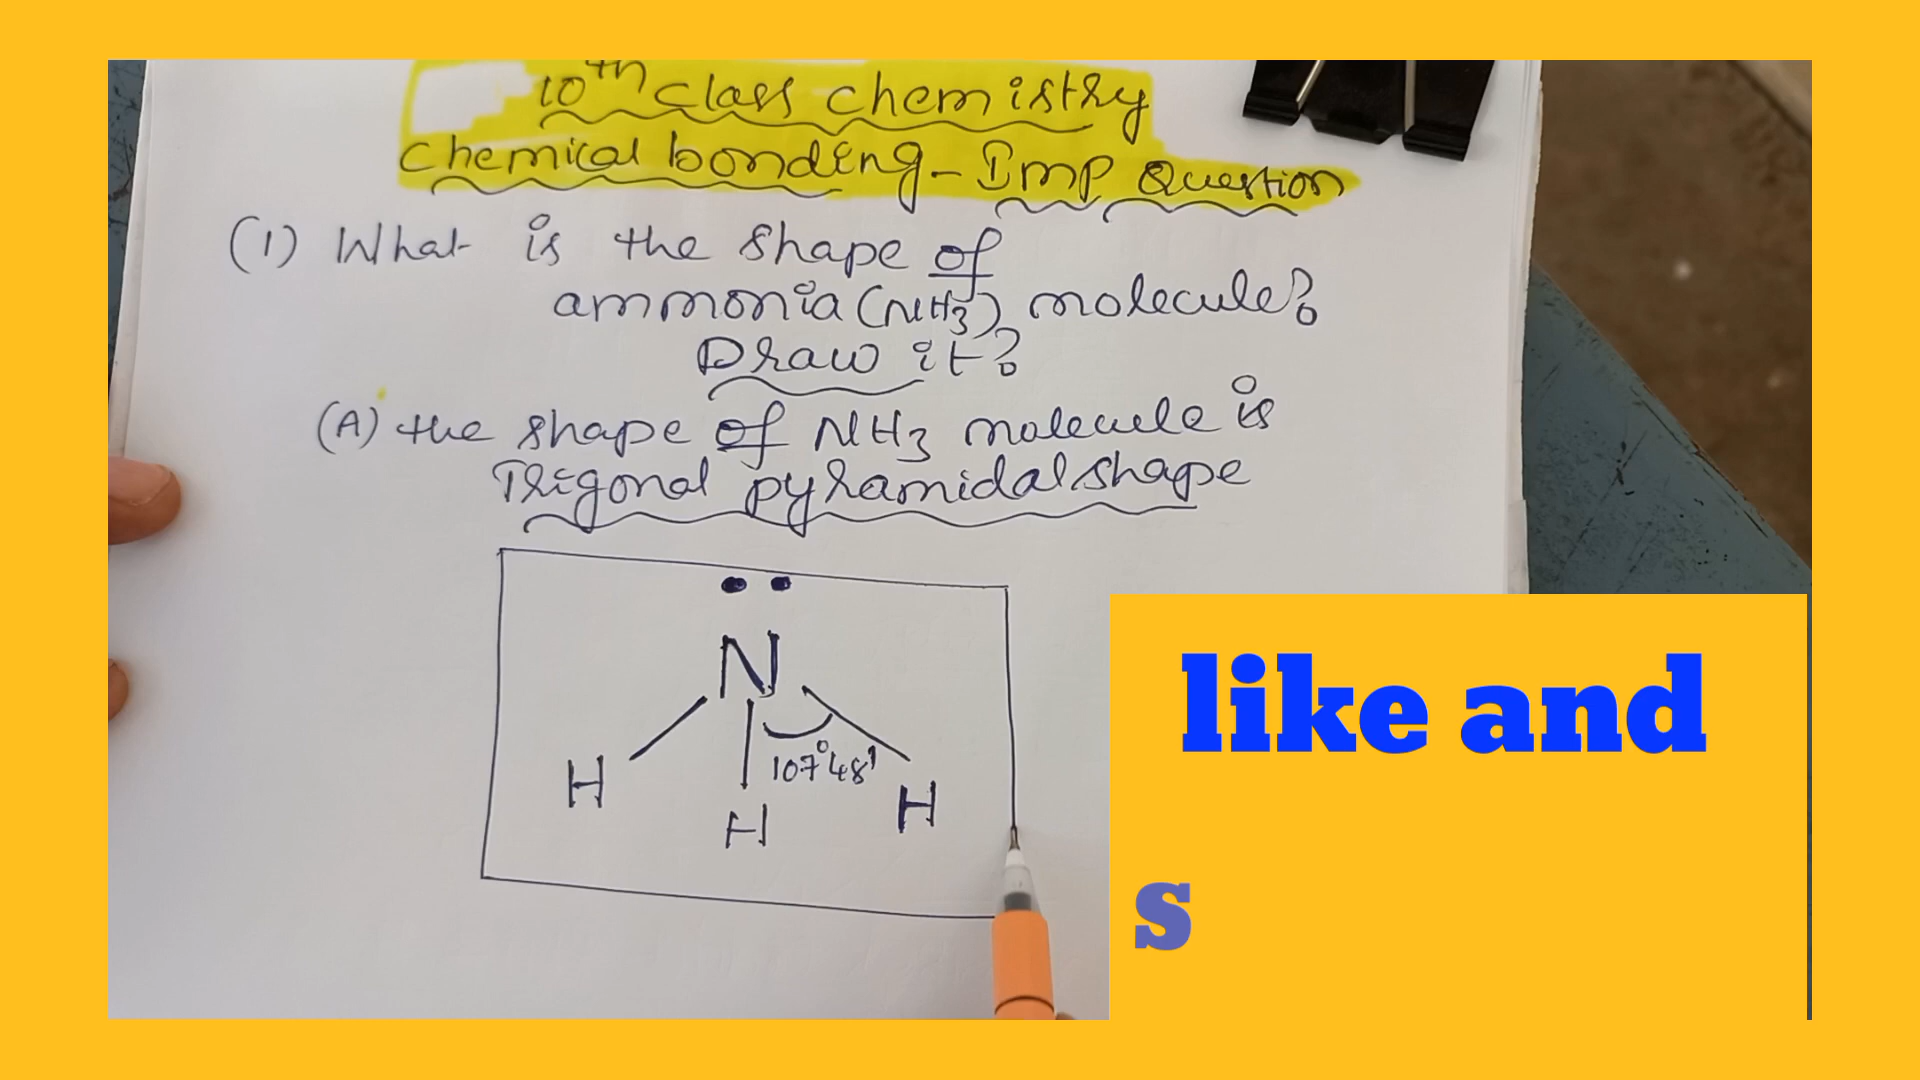 10th class chemistry
chemical bonding - Imp Question
(1) What is the shape of
ammonia (NH3) molecule?
Draw it?
(A) the shape of NH3 molecule is
Trigonal pyramidal shape
N
107°48'
H
H
H
like and
s